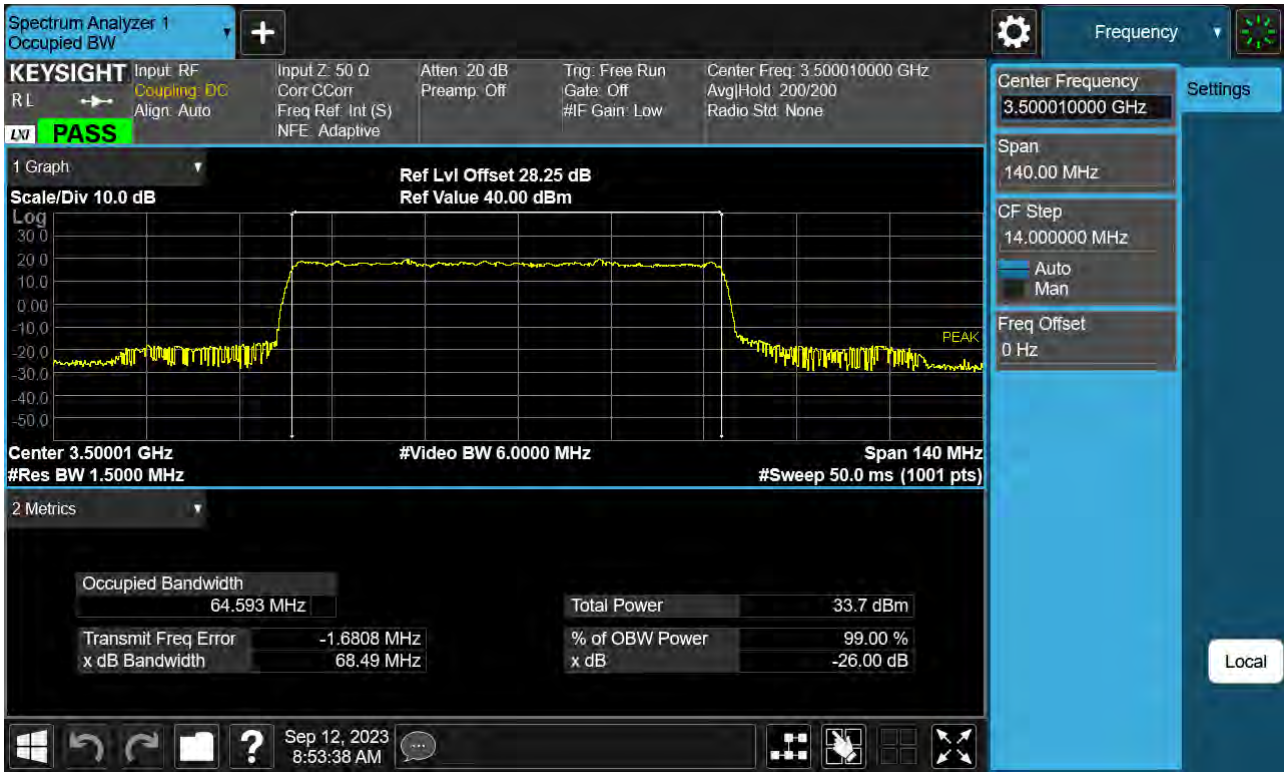 Spectrum Analyzer 1
Occupied BW
+
Frequency
KEYSIGHT
RL
LXI PASS
Input: RF
Coupling: DC
Align: Auto
Input Z: 50 Ω
Corr CCorr
Freq Ref: Int (S)
NFE: Adaptive
Atten: 20 dB
Preamp: Off
Trig: Free Run
Gate: Off
#IF Gain: Low
Center Freq: 3.500010000 GHz
Avg|Hold: 200/200
Radio Std: None
Center Frequency
3.500010000 GHz
Settings
Span
140.00 MHz
CF Step
14.000000 MHz
Auto
Man
Freq Offset
0 Hz
1 Graph
Ref Lvl Offset 28.25 dB
Scale/Div 10.0 dB
Ref Value 40.00 dBm
Log
30.0
20.0
10.0
0.00
-10.0
PEAK
-20.0
-30.0
-40.0
-50.0
Center 3.50001 GHz
#Video BW 6.0000 MHz
Span 140 MHz
#Res BW 1.5000 MHz
#Sweep 50.0 ms (1001 pts)
2 Metrics
Occupied Bandwidth
64.593 MHz
Total Power 33.7 dBm
Transmit Freq Error -1.6808 MHz
% of OBW Power 99.00 %
x dB Bandwidth 68.49 MHz
x dB -26.00 dB
Local
?
Sep 12, 2023
8:53:38 AM